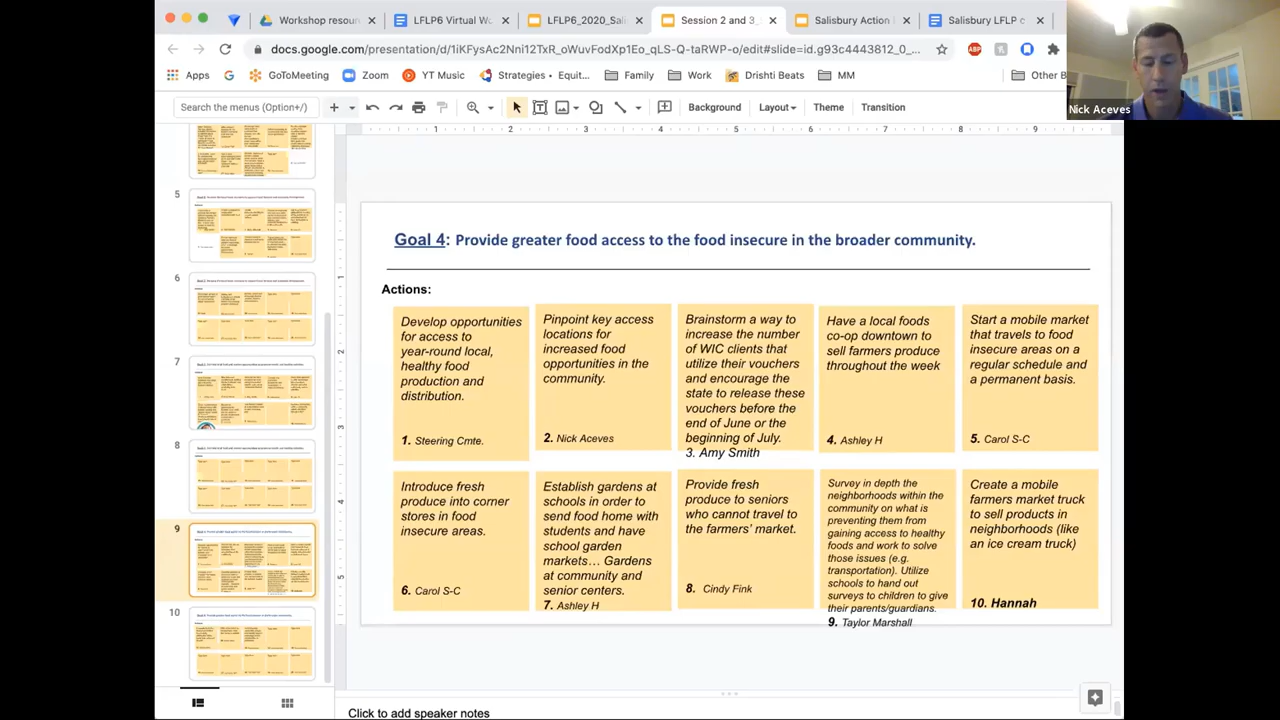 Workshop resour
LFLP6 Virtual Wo
LFLP6_2020_Sali
Session 2 and 3_
Salisbury Action
Salisbury LFLP c
docs.google.com/presentation/d/1iKFysAc2Nni12TxR_oWuvFoaXp1Eo_qLS-Q-taRWP-o/edit#slide=id.g93c4443812_0_...
Apps
GoToMeeting
Zoom
YT Music
Strategies • Equit...
Family
Work
Drishti Beats
MM
Other B
Nick Aceves
Search the menus (Option+/)
Background
Layout
Theme
Transition
5
6
7
8
9
10
Provide greater food access to the food insecure in the broader community.
Actions:
Develop opportunities
for access to
year-round local,
healthy food
production and
distribution.
1. Steering Cmte.
Pinpoint key access
locations for
increased food
opportunities in the
community.
2. Nick Aceves
Brainstorm a way to
increase the number
of WIC clients that
utilize their vouchers
and encourage the
state to release these
vouchers before the
end of June or the
beginning of July.
3. Amy Smith
Have a local foods
co-op downtown to
sell farmers produce
throughout the week
4. Ashley H
Start a mobile market
that travels to food
insecure areas on a
regular schedule and
a permanent basis.
5. Carol S-C
Introduce fresh
produce into corner
stores in food
insecure areas.
6. Carol S-C
Establish gardens at
schools in order to
send food home with
students and have
school garden
markets… Gardens
at community and
senior centers.
7. Ashley H
Provide fresh
produce to seniors
who cannot travel to
the farmers' market.
8. Cindy Fink
Survey in depth the
neighborhoods within the
community on what is
preventing them from
gaining access to healthy
foods and work to solve
those issues (e.g.
transportation). Utilize
schools to hand out
surveys to children to give
their parents/guardians.
9. Taylor Marshall
Create a mobile
farmers market truck
to sell products in
neighborhoods (like
an ice cream truck)
10. Hannah
Click to add speaker notes